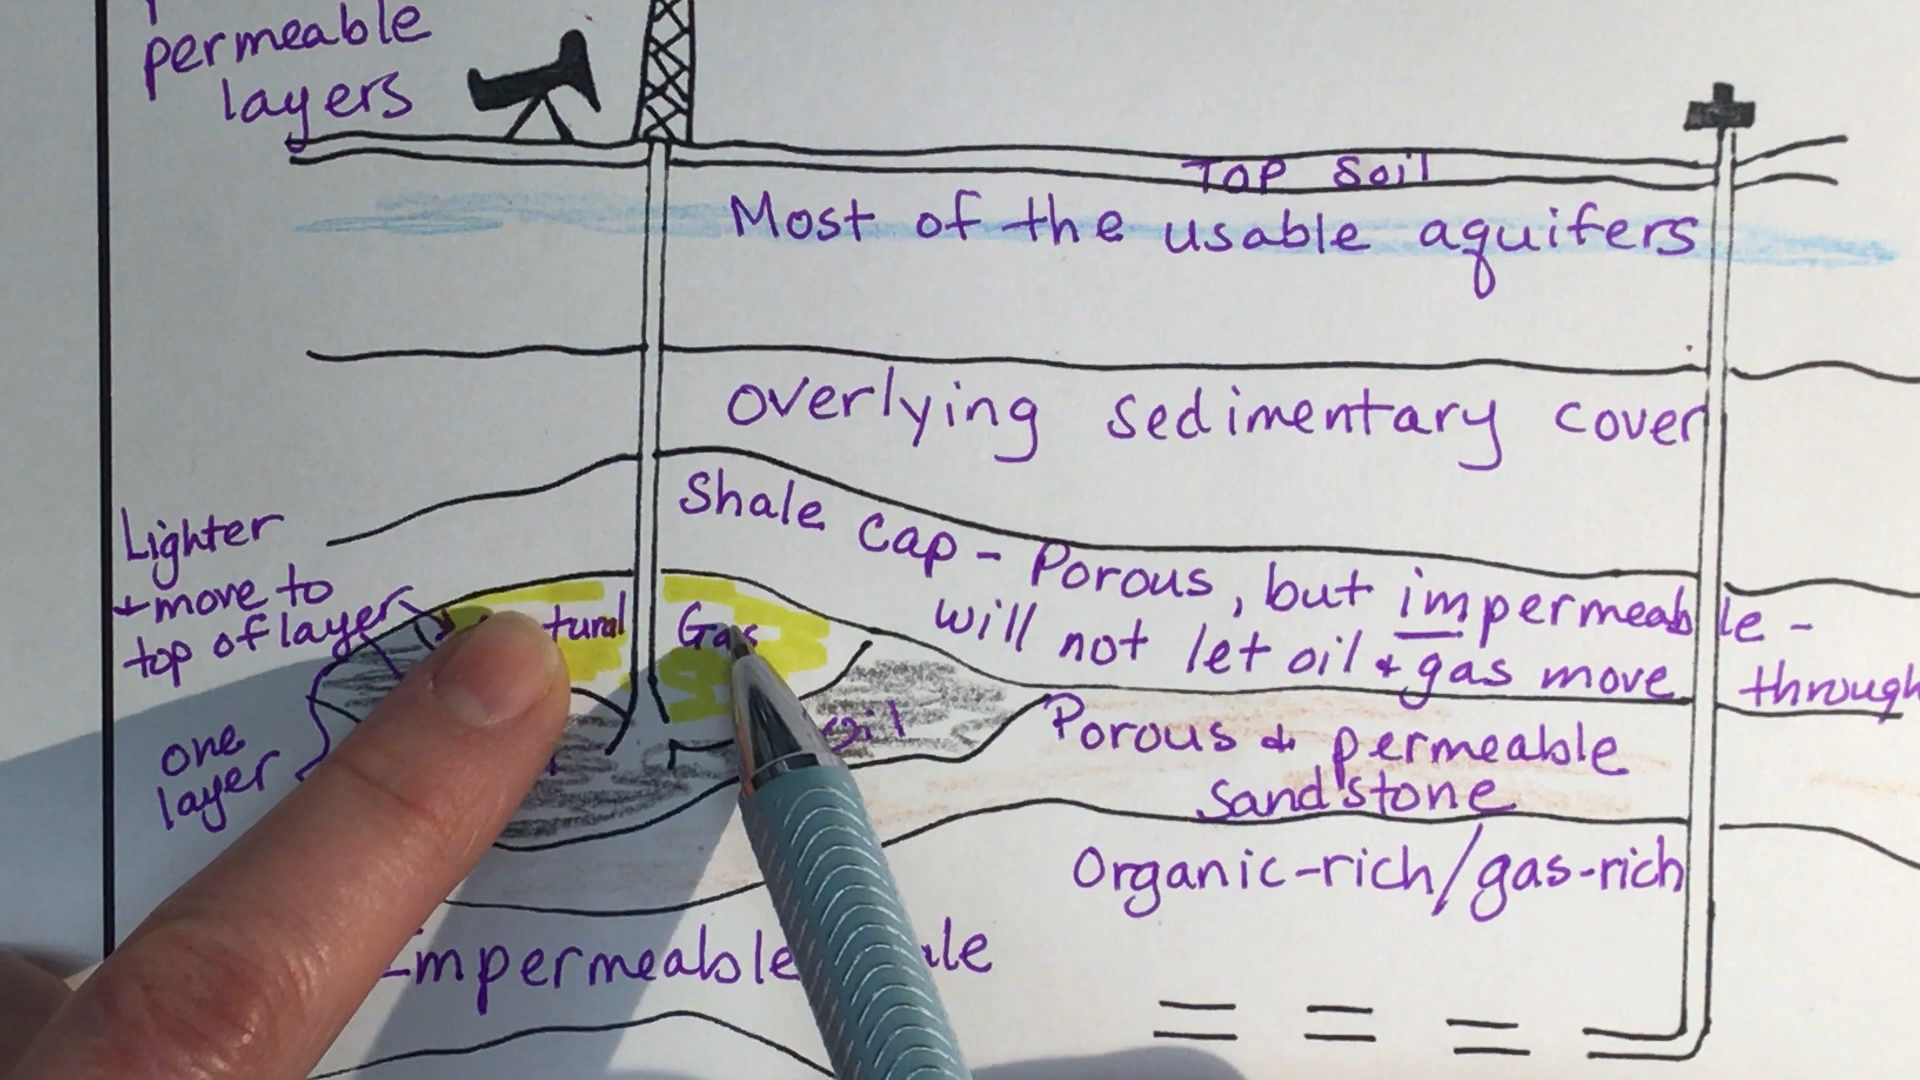 permeable
layers
Top Soil
Most of the usable aquifers
overlying sedimentary cover
Shale Cap - Porous, but impermeable -
will not let oil + gas move through
Lighter
+ move to
top of layer
Gas
oil
one
layer
Porous + permeable
sandstone
Organic-rich/gas-rich
impermeable